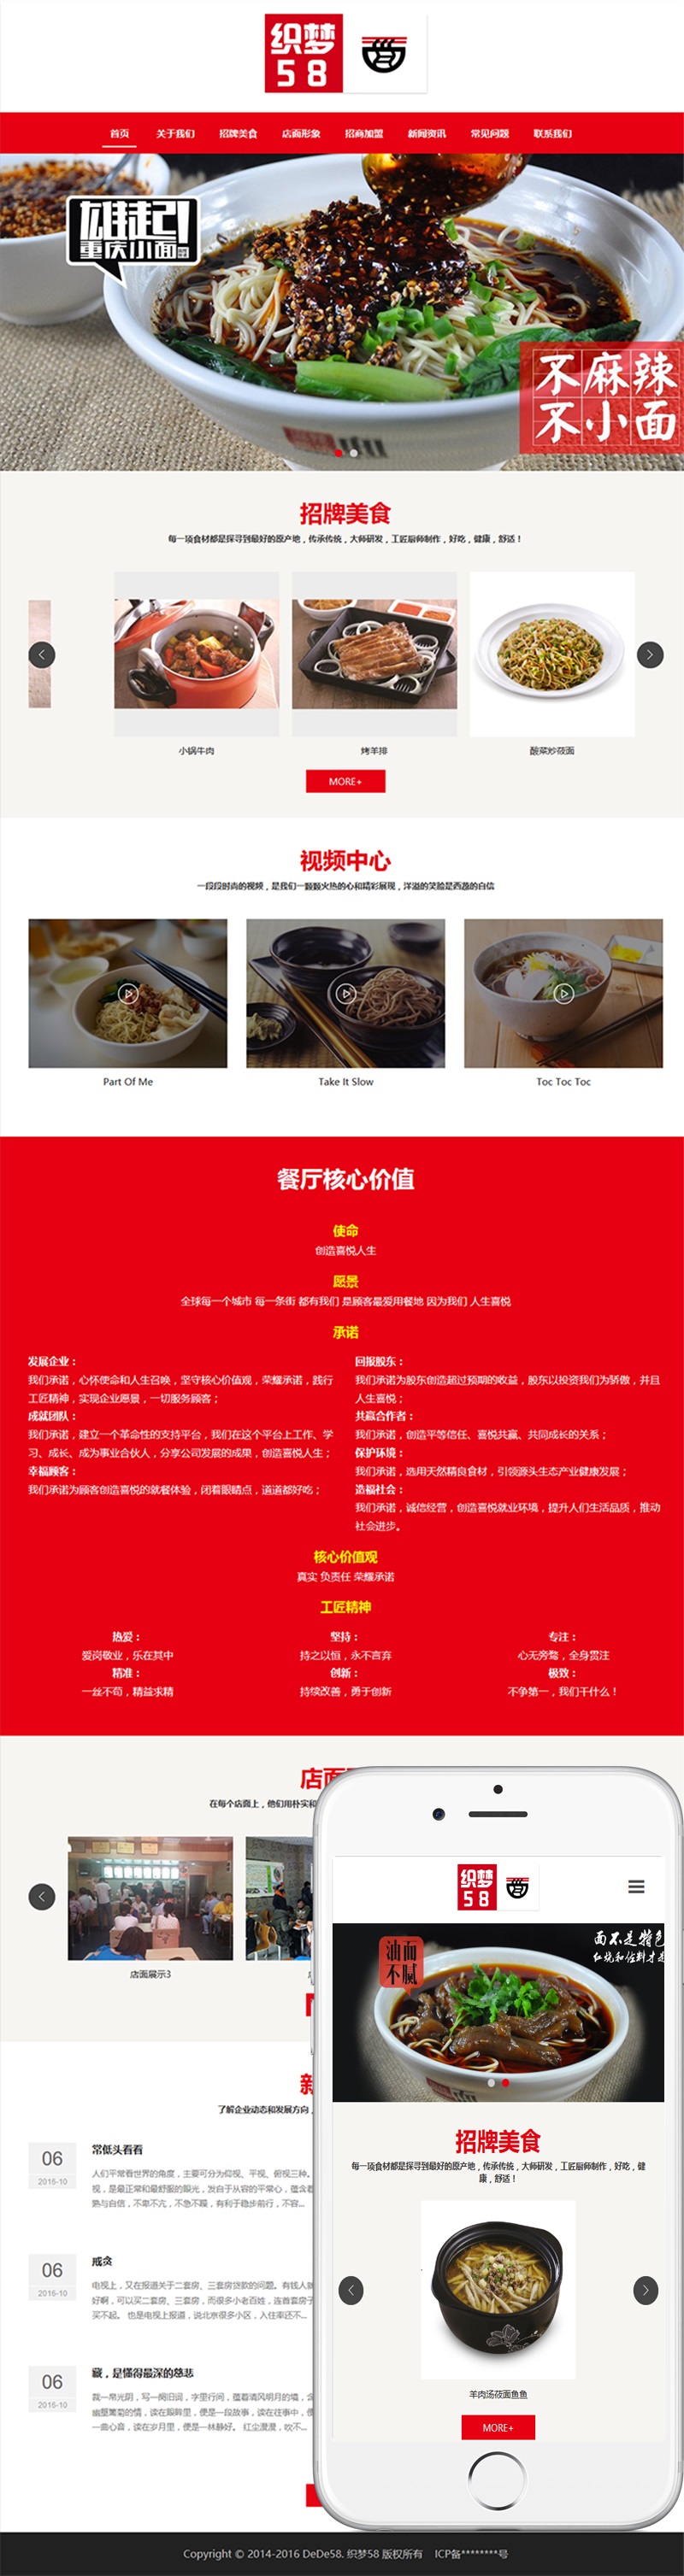 织梦
58
首页 关于我们 招牌美食 店面形象 招商加盟 新闻资讯 常见问题 联系我们
雄起!
重庆小面
不麻辣
不小面
招牌美食
每一项食材都是探寻到最好的原产地，传承传统，大师研发，工匠厨师制作，好吃，健康，舒适！
小锅牛肉 烤羊排 酸菜炒莜面
MORE+
视频中心
一段段时尚的视频，是我们一颗颗火热的心和精彩展现，洋溢的笑脸是西蒽的自信
Part Of Me Take It Slow Toc Toc Toc
餐厅核心价值
使命
创造喜悦人生
愿景
全球每一个城市 每一条街 都有我们 是顾客最爱用餐地 因为我们 人生喜悦
承诺
发展企业：
我们承诺，心怀使命和人生召唤，坚守核心价值观，荣耀承诺，践行
工匠精神，实现企业愿景，一切服务顾客；
成就团队：
我们承诺，建立一个革命性的支持平台，我们在这个平台上工作、学
习、成长、成为事业合伙人，分享公司发展的成果，创造喜悦人生；
幸福顾客：
我们承诺为顾客创造喜悦的就餐体验，闭着眼睛点，道道都好吃；
回报股东：
我们承诺为股东创造超过预期的收益，股东以投资我们为骄傲，并且
人生喜悦；
共赢合作者：
我们承诺，创造平等信任、喜悦共赢、共同成长的关系；
保护环境：
我们承诺，选用天然精良食材，引领源头生态产业健康发展；
造福社会：
我们承诺，诚信经营，创造喜悦就业环境，提升人们生活品质，推动
社会进步。
核心价值观
真实 负责任 荣耀承诺
工匠精神
热爱： 坚持： 专注：
爱岗敬业，乐在其中 持之以恒，永不言弃 心无旁骛，全身贯注
精准： 创新： 极致：
一丝不苟，精益求精 持续改善，勇于创新 不争第一，我们干什么！
店面
在每个店面上，他们用朴实和
店面展示3
新
了解企业动态和发展方向，
06
2016-10
常低头看看
人们平常看世界的角度，主要可分为仰视、平视、俯视三种。
视，是最正常和最舒服的眼光，发自于从容的平常心，蕴含着
熟与自信，不卑不亢，不急不躁，有利于稳步前行，不容...
06
2016-10
戒贪
电视上，又在报道关于二套房、三套房贷款的问题。有钱人就
好啊，可以买二套房、三套房，而很多小老百姓，连首套房子
买不起。 也是电视上报道，说北京很多小区，入住率还不...
06
2016-10
藏，是懂得最深的慈悲
裁一帛光阴，写一阕旧词，字里行间，蕴着清风明月的墙，含
幽壑篱菊的情，读在眼眸里，便是一段故事，读在往事中，便
一曲心音，读在岁月里，便是一林静好。 红尘漫漫，吹不...
织梦
58
油面
不腻
面不是特色
红烧和佐料才是
招牌美食
每一项食材都是探寻到最好的原产地，传承传统，大师研发，工匠厨师制作，好吃，健
康，舒适！
羊肉汤莜面鱼鱼
MORE+
Copyright © 2014-2016 DeDe58. 织梦58 版权所有 ICP备********号